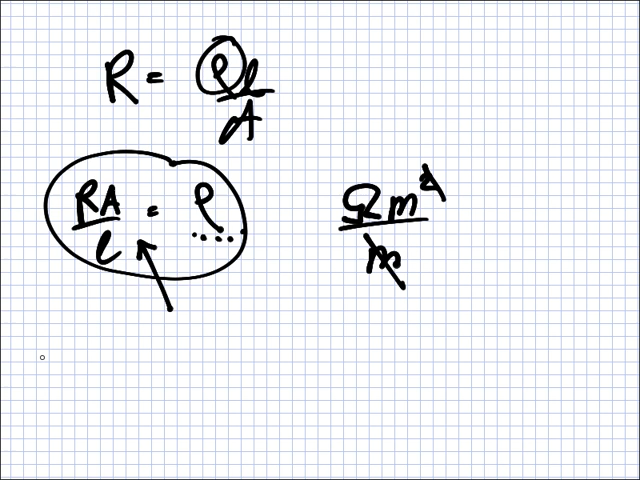 R = ρl/A
RA/l = ρ
Ωm²/m